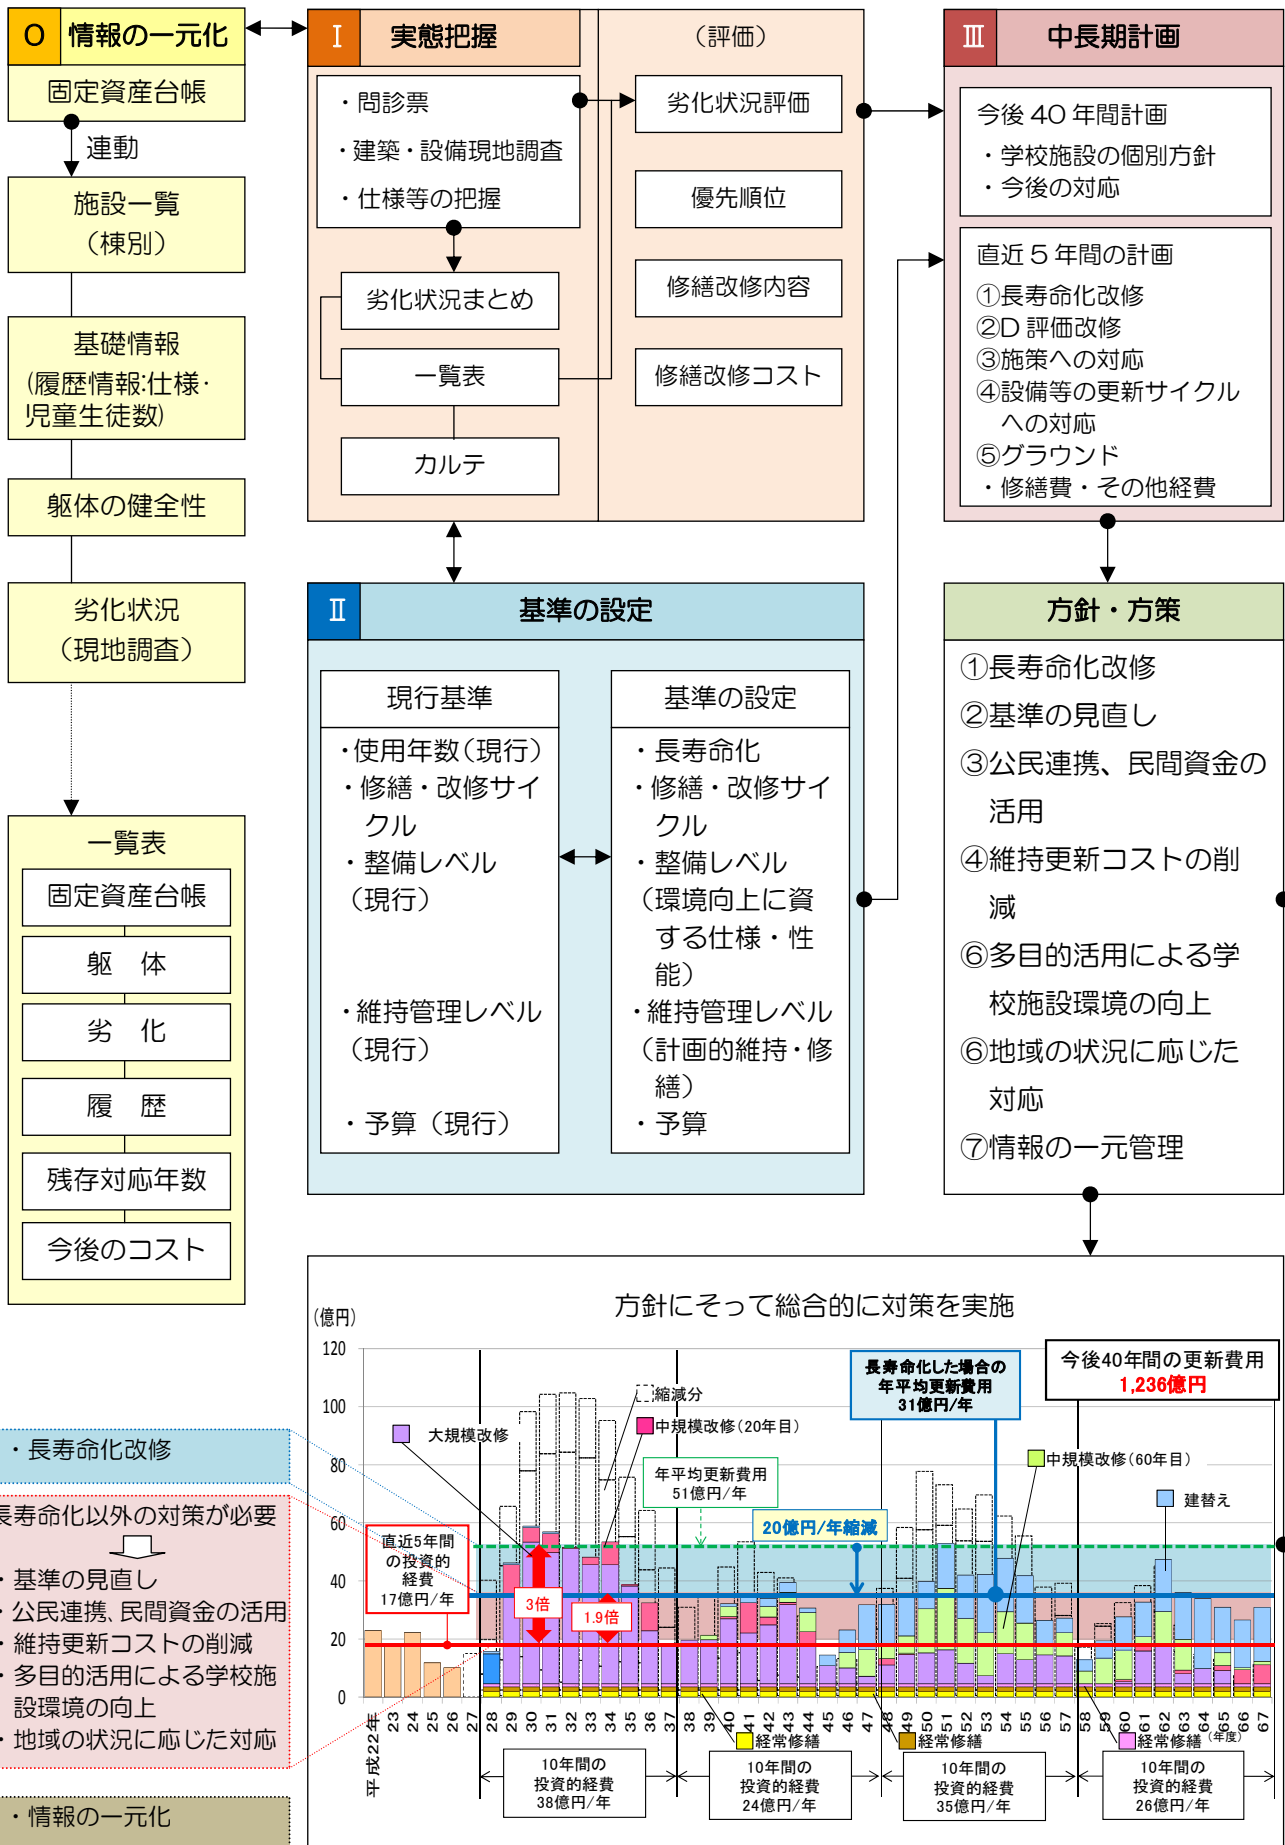 O 情報の一元化
固定資産台帳
連動
施設一覧
（棟別）
基礎情報
(履歴情報:仕様・
児童生徒数)
躯体の健全性
劣化状況
（現地調査）
一覧表
固定資産台帳
躯　体
劣　化
履　歴
残存対応年数
今後のコスト
Ⅰ 実態把握
・問診票
・建築・設備現地調査
・仕様等の把握
劣化状況まとめ
一覧表
カルテ
（評価）
劣化状況評価
優先順位
修繕改修内容
修繕改修コスト
Ⅱ 基準の設定
現行基準
・使用年数（現行）
・修繕・改修サイ
クル
・整備レベル
（現行）
・維持管理レベル
（現行）
・予算（現行）
基準の設定
・長寿命化
・修繕・改修サイ
クル
・整備レベル
（環境向上に資
する仕様・性
能）
・維持管理レベル
（計画的維持・修
繕）
・予算
Ⅲ 中長期計画
今後 40 年間計画
・学校施設の個別方針
・今後の対応
直近 5 年間の計画
①長寿命化改修
②D 評価改修
③施策への対応
④設備等の更新サイクル
への対応
⑤グラウンド
・修繕費・その他経費
方針・方策
①長寿命化改修
②基準の見直し
③公民連携、民間資金の
活用
④維持更新コストの削
減
⑥多目的活用による学
校施設環境の向上
⑥地域の状況に応じた
対応
⑦情報の一元管理
方針にそって総合的に対策を実施
(億円)
120
100
80
60
40
20
0
大規模改修
縮減分
中規模改修（20年目）
年平均更新費用
51億円/年
20億円/年縮減
長寿命化した場合の
年平均更新費用
31億円/年
今後40年間の更新費用
1,236億円
中規模改修（60年目）
建替え
直近5年間
の投資的
経費
17億円/年
3倍
1.9倍
平成22年 23 24 25 26 27 28 29 30 31 32 33 34 35 36 37 38 39 40 41 42 43 44 45 46 47 48 49 50 51 52 53 54 55 56 57 58 59 60 61 62 63 64 65 66 67
経常修繕
経常修繕
経常修繕
（年度）
10年間の
投資的経費
38億円/年
10年間の
投資的経費
24億円/年
10年間の
投資的経費
35億円/年
10年間の
投資的経費
26億円/年
・長寿命化改修
長寿命化以外の対策が必要
・基準の見直し
・公民連携、民間資金の活用
・維持更新コストの削減
・多目的活用による学校施
設環境の向上
・地域の状況に応じた対応
・情報の一元化